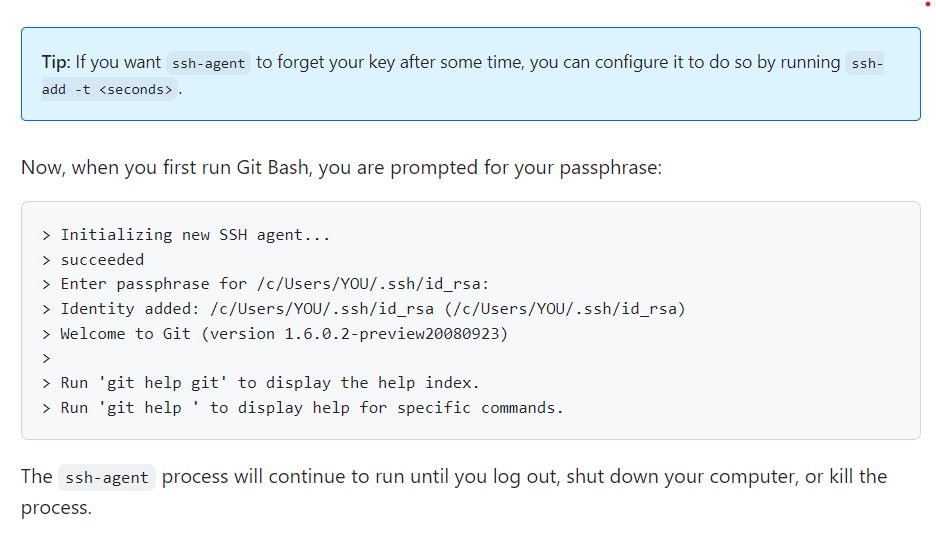 Tip: If you want ssh-agent to forget your key after some time, you can configure it to do so by running ssh-
add -t <seconds> .
Now, when you first run Git Bash, you are prompted for your passphrase:
> Initializing new SSH agent...
> succeeded
> Enter passphrase for /c/Users/YOU/.ssh/id_rsa:
> Identity added: /c/Users/YOU/.ssh/id_rsa (/c/Users/YOU/.ssh/id_rsa)
> Welcome to Git (version 1.6.0.2-preview20080923)
>
> Run 'git help git' to display the help index.
> Run 'git help ' to display help for specific commands.
The ssh-agent process will continue to run until you log out, shut down your computer, or kill the
process.